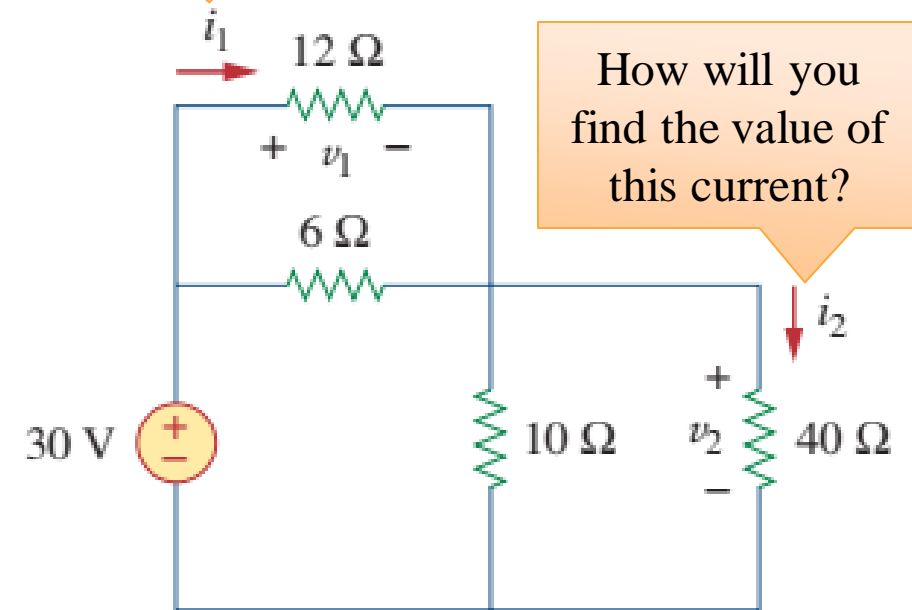 i₁
12 Ω
+ v₁ −
6 Ω
How will you
find the value of
this current?
i₂
30 V
+
−
10 Ω
+
v₂
−
40 Ω